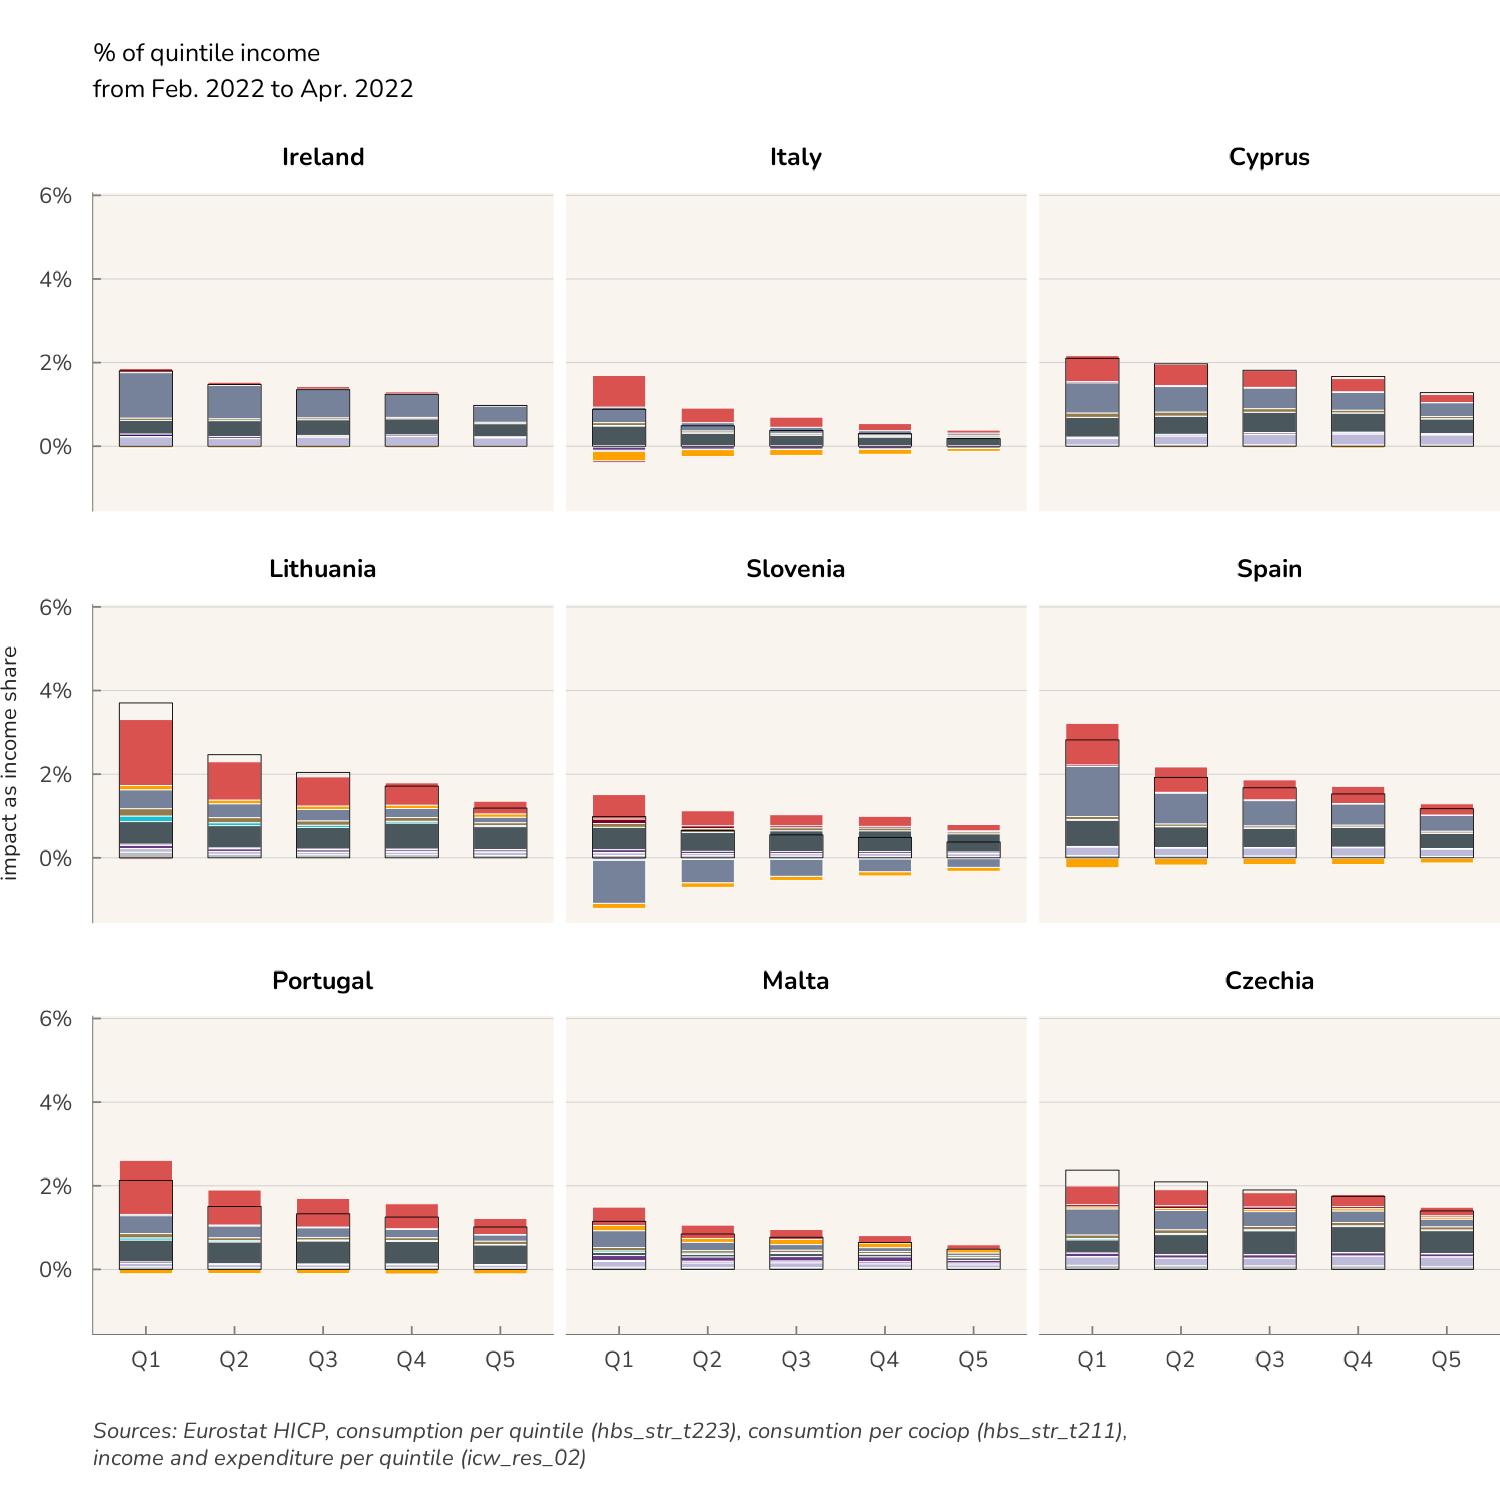 % of quintile income
from Feb. 2022 to Apr. 2022
Ireland
Italy
Cyprus
6%
4%
2%
0%
Lithuania
Slovenia
Spain
impact as income share
6%
4%
2%
0%
Portugal
Malta
Czechia
6%
4%
2%
0%
Q1 Q2 Q3 Q4 Q5
Q1 Q2 Q3 Q4 Q5
Q1 Q2 Q3 Q4 Q5
Sources: Eurostat HICP, consumption per quintile (hbs_str_t223), consumtion per cociop (hbs_str_t211),
income and expenditure per quintile (icw_res_02)